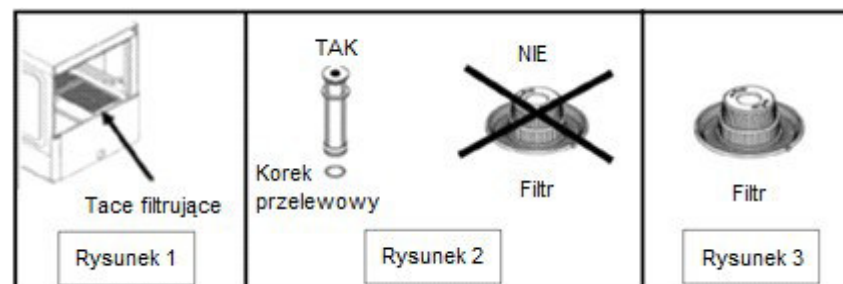 Tace filtrujące
Rysunek 1
TAK
Korek
przelewowy
NIE
Filtr
Rysunek 2
Filtr
Rysunek 3